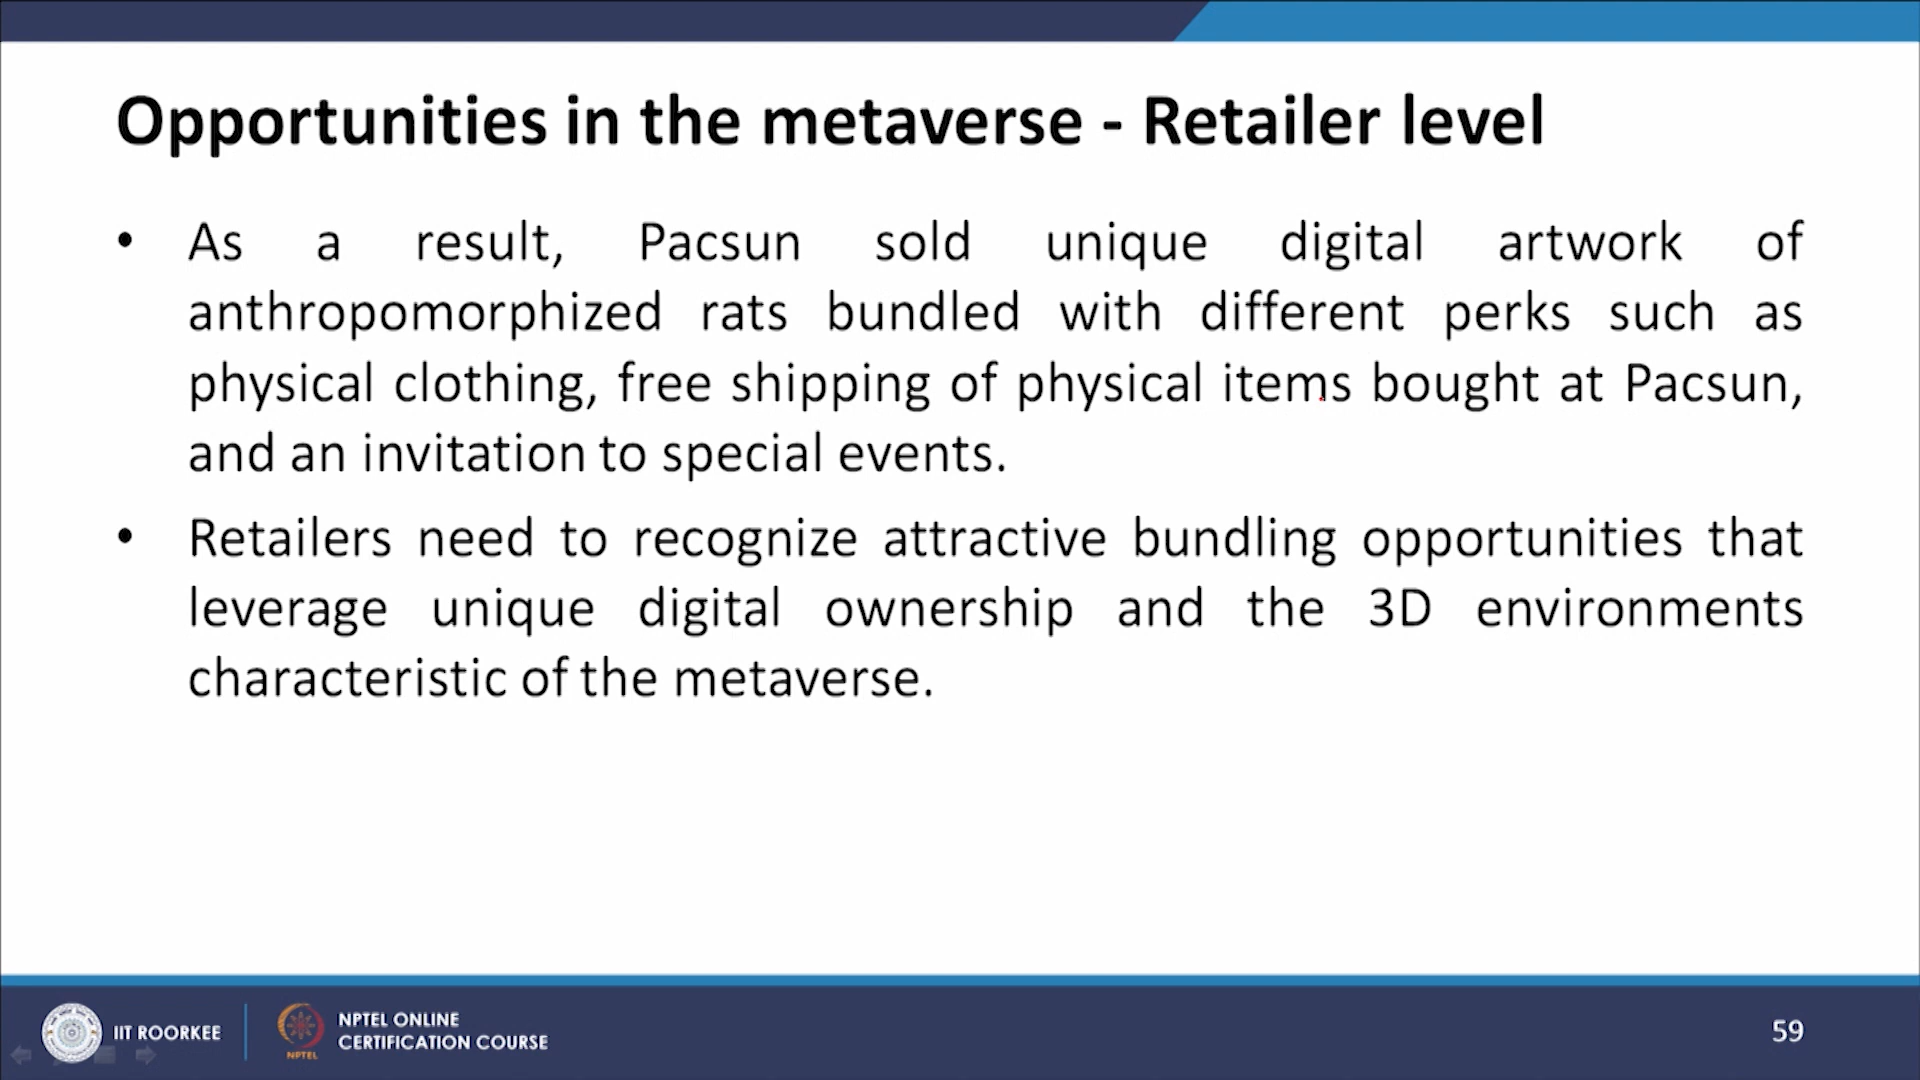 Opportunities in the metaverse - Retailer level
• As a result, Pacsun sold unique digital artwork of
anthropomorphized rats bundled with different perks such as
physical clothing, free shipping of physical items bought at Pacsun,
and an invitation to special events.
• Retailers need to recognize attractive bundling opportunities that
leverage unique digital ownership and the 3D environments
characteristic of the metaverse.
IIT ROORKEE
NPTEL
NPTEL ONLINE
CERTIFICATION COURSE
59